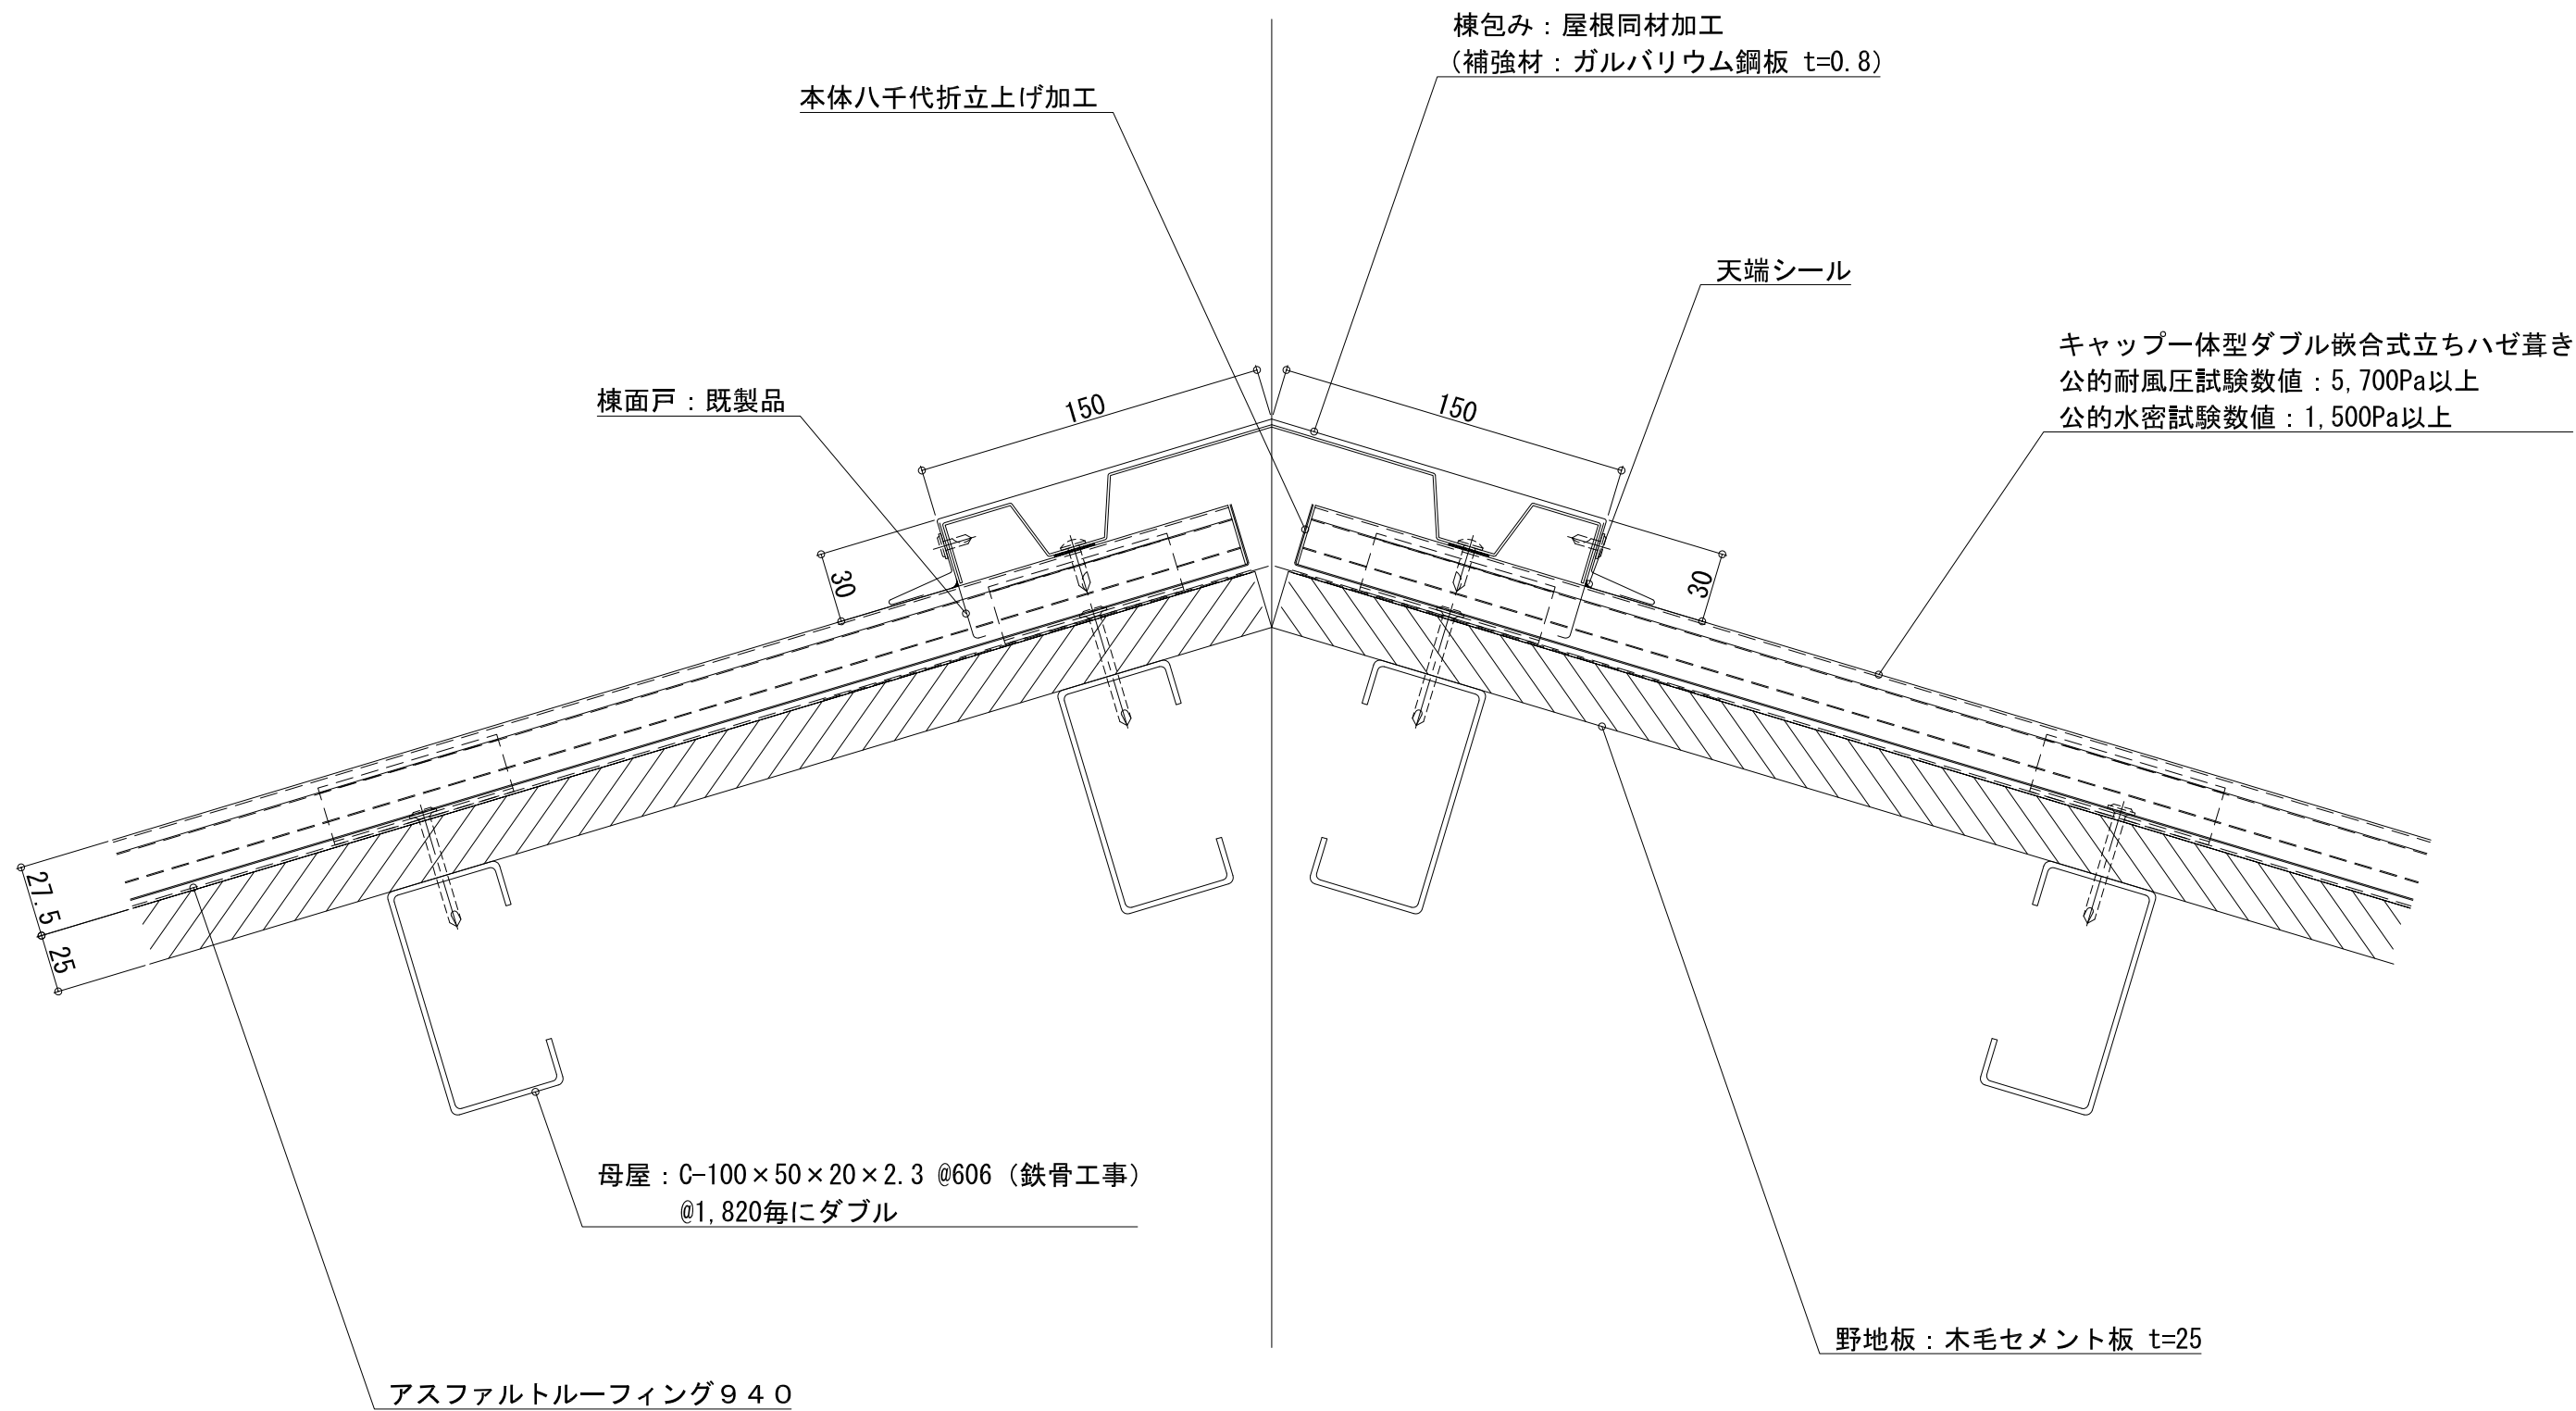 棟包み：屋根同材加工
（補強材：ガルバリウム鋼板 t=0.8）
本体八千代折立上げ加工
天端シール
キャップ一体型ダブル嵌合式立ちハゼ葺き
公的耐風圧試験数値：5,700Pa以上
公的水密試験数値：1,500Pa以上
棟面戸：既製品
150
150
30
30
27.5
25
母屋：C-100×50×20×2.3 @606（鉄骨工事）
@1,820毎にダブル
野地板：木毛セメント板 t=25
アスファルトルーフィング９４０